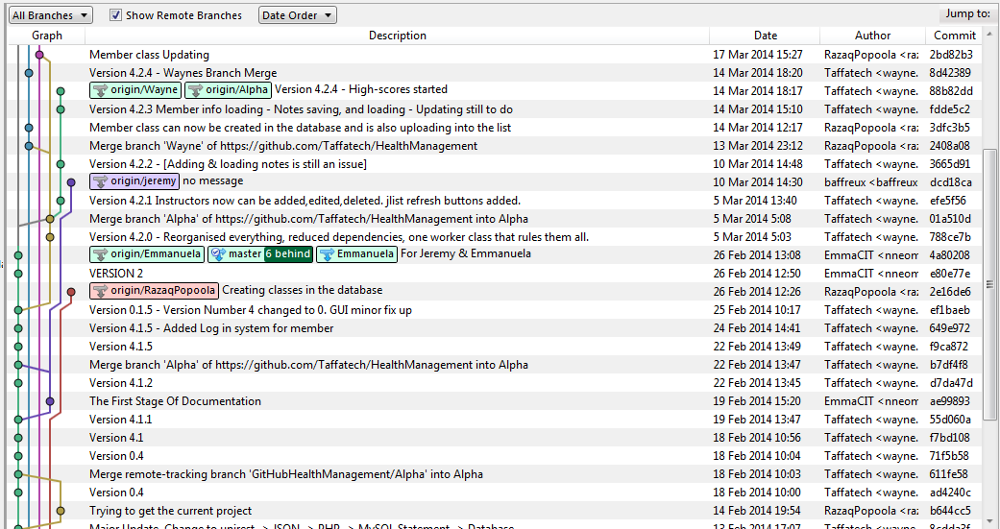 All Branches Show Remote Branches Date Order Jump to:
Graph Description Date Author Commit
Member class Updating 17 Mar 2014 15:27 RazaqPopoola <raz 2bd82b3
Version 4.2.4 - Waynes Branch Merge 14 Mar 2014 18:20 Taffatech <wayne. 8d42389
origin/Wayne origin/Alpha Version 4.2.4 - High-scores started 14 Mar 2014 18:17 Taffatech <wayne. 88b82dd
Version 4.2.3 Member info loading - Notes saving, and loading - Updating still to do 14 Mar 2014 15:10 Taffatech <wayne. fdde5c2
Member class can now be created in the database and is also uploading into the list 14 Mar 2014 12:17 RazaqPopoola <raz 3dfc3b5
Merge branch 'Wayne' of https://github.com/Taffatech/HealthManagement 13 Mar 2014 23:12 RazaqPopoola <raz 2408a08
Version 4.2.2 - [Adding & loading notes is still an issue] 10 Mar 2014 14:48 Taffatech <wayne. 3665d91
origin/jeremy no message 10 Mar 2014 14:30 baffreux <baffreux dcd18ca
Version 4.2.1 Instructors now can be added,edited,deleted. jlist refresh buttons added. 5 Mar 2014 13:40 Taffatech <wayne. efe5f56
Merge branch 'Alpha' of https://github.com/Taffatech/HealthManagement into Alpha 5 Mar 2014 5:08 Taffatech <wayne. 01a510d
Version 4.2.0 - Reorganised everything, reduced dependencies, one worker class that rules them all. 5 Mar 2014 5:03 Taffatech <wayne. 788ce7b
origin/Emmanuela master 6 behind Emmanuela For Jeremy & Emmanuela 26 Feb 2014 13:08 EmmaCIT <nneom 4a80208
VERSION 2 26 Feb 2014 12:50 EmmaCIT <nneom e80e77e
origin/RazaqPopoola Creating classes in the database 26 Feb 2014 12:26 RazaqPopoola <raz 2e16de6
Version 0.1.5 - Version Number 4 changed to 0. GUI minor fix up 25 Feb 2014 10:17 Taffatech <wayne. ef1baeb
Version 4.1.5 - Added Log in system for member 24 Feb 2014 14:41 Taffatech <wayne. 649e972
Version 4.1.5 22 Feb 2014 13:49 Taffatech <wayne. f9ca872
Merge branch 'Alpha' of https://github.com/Taffatech/HealthManagement into Alpha 22 Feb 2014 13:47 Taffatech <wayne. b7df4f8
Version 4.1.2 22 Feb 2014 13:45 Taffatech <wayne. d7da47d
The First Stage Of Documentation 19 Feb 2014 15:20 EmmaCIT <nneom ae99893
Version 4.1.1 19 Feb 2014 13:47 Taffatech <wayne. 55d060a
Version 4.1 18 Feb 2014 10:56 Taffatech <wayne. f7bd108
Version 0.4 18 Feb 2014 10:04 Taffatech <wayne. 71f5b58
Merge remote-tracking branch 'GitHubHealthManagement/Alpha' into Alpha 18 Feb 2014 10:03 Taffatech <wayne. 611fe58
Version 0.4 18 Feb 2014 10:00 Taffatech <wayne. ad4240c
Trying to get the current project 14 Feb 2014 19:54 RazaqPopoola <raz b644cc5
Major Update. Change to unirest -> JSON -> PHP -> MySQL Statement -> Database 13 Feb 2014 17:07 Taffatech <wayne. 8cdda3f